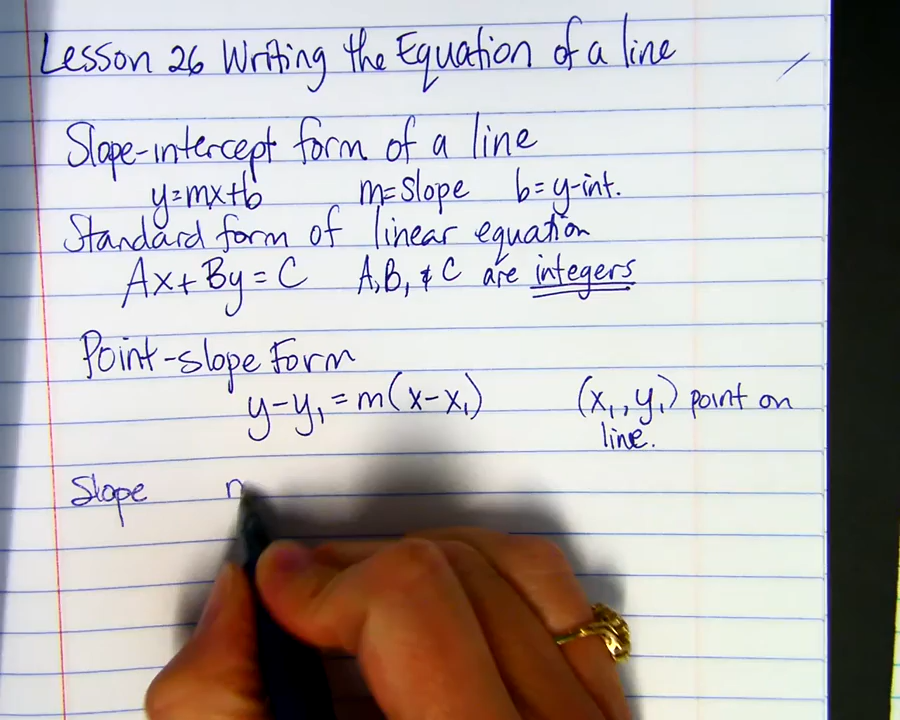 Lesson 26 Writing the Equation of a line
Slope-intercept form of a line
y=mx+b m=slope b=y-int.
Standard form of linear equation
Ax+By=C A,B, & C are integers
Point-slope Form
y-y₁=m(x-x₁) (x₁,y₁) point on
line.
Slope